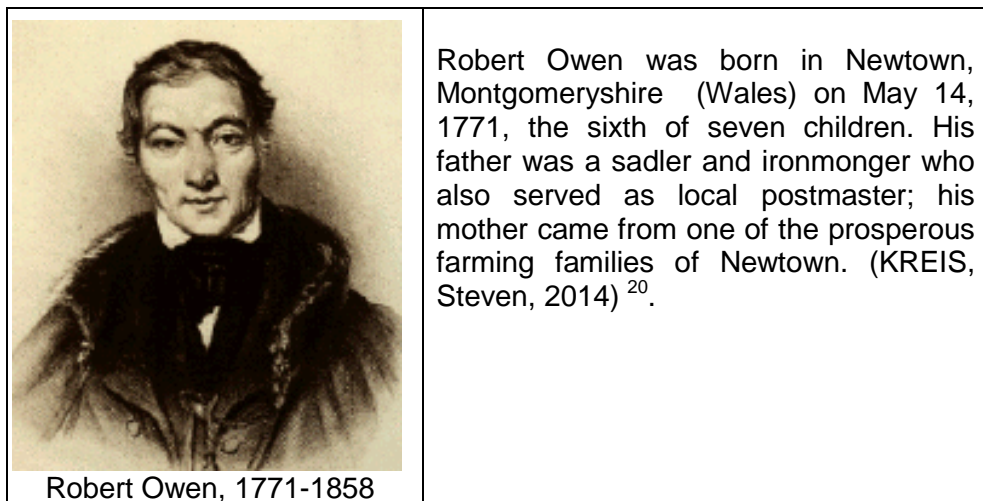 Robert Owen was born in Newtown,
Montgomeryshire (Wales) on May 14,
1771, the sixth of seven children. His
father was a sadler and ironmonger who
also served as local postmaster; his
mother came from one of the prosperous
farming families of Newtown. (KREIS,
Steven, 2014) 20.
Robert Owen, 1771-1858